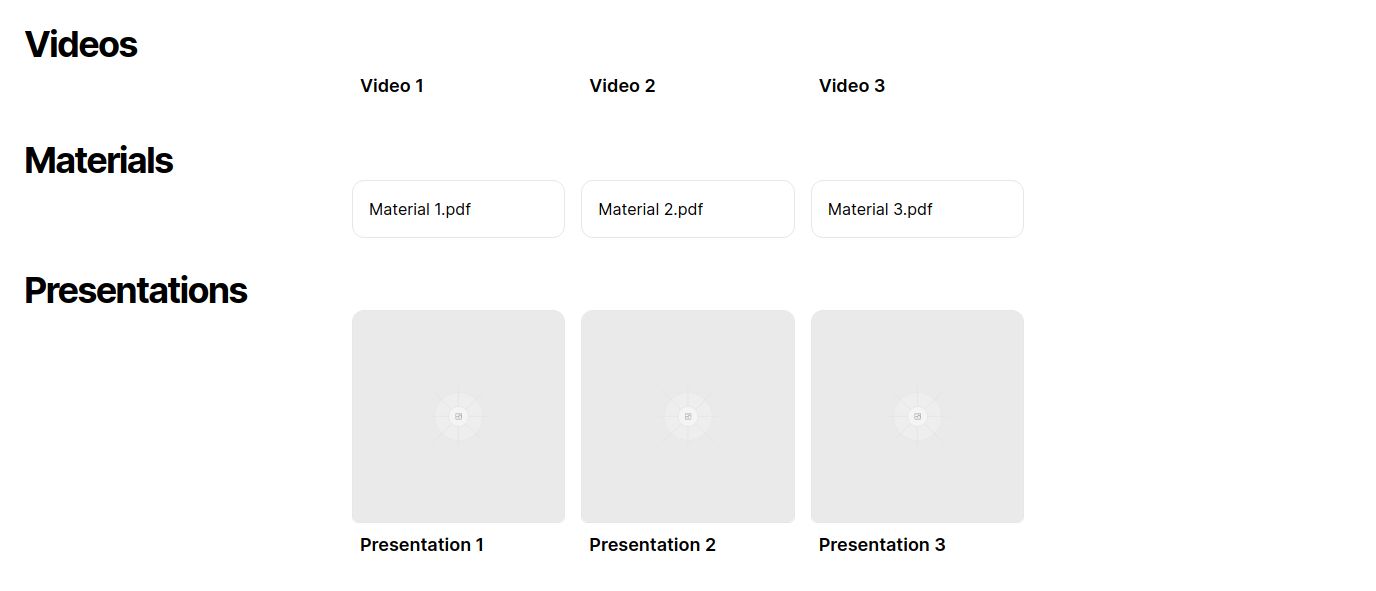 Videos
Video 1
Video 2
Video 3
Materials
Material 1.pdf
Material 2.pdf
Material 3.pdf
Presentations
Presentation 1
Presentation 2
Presentation 3